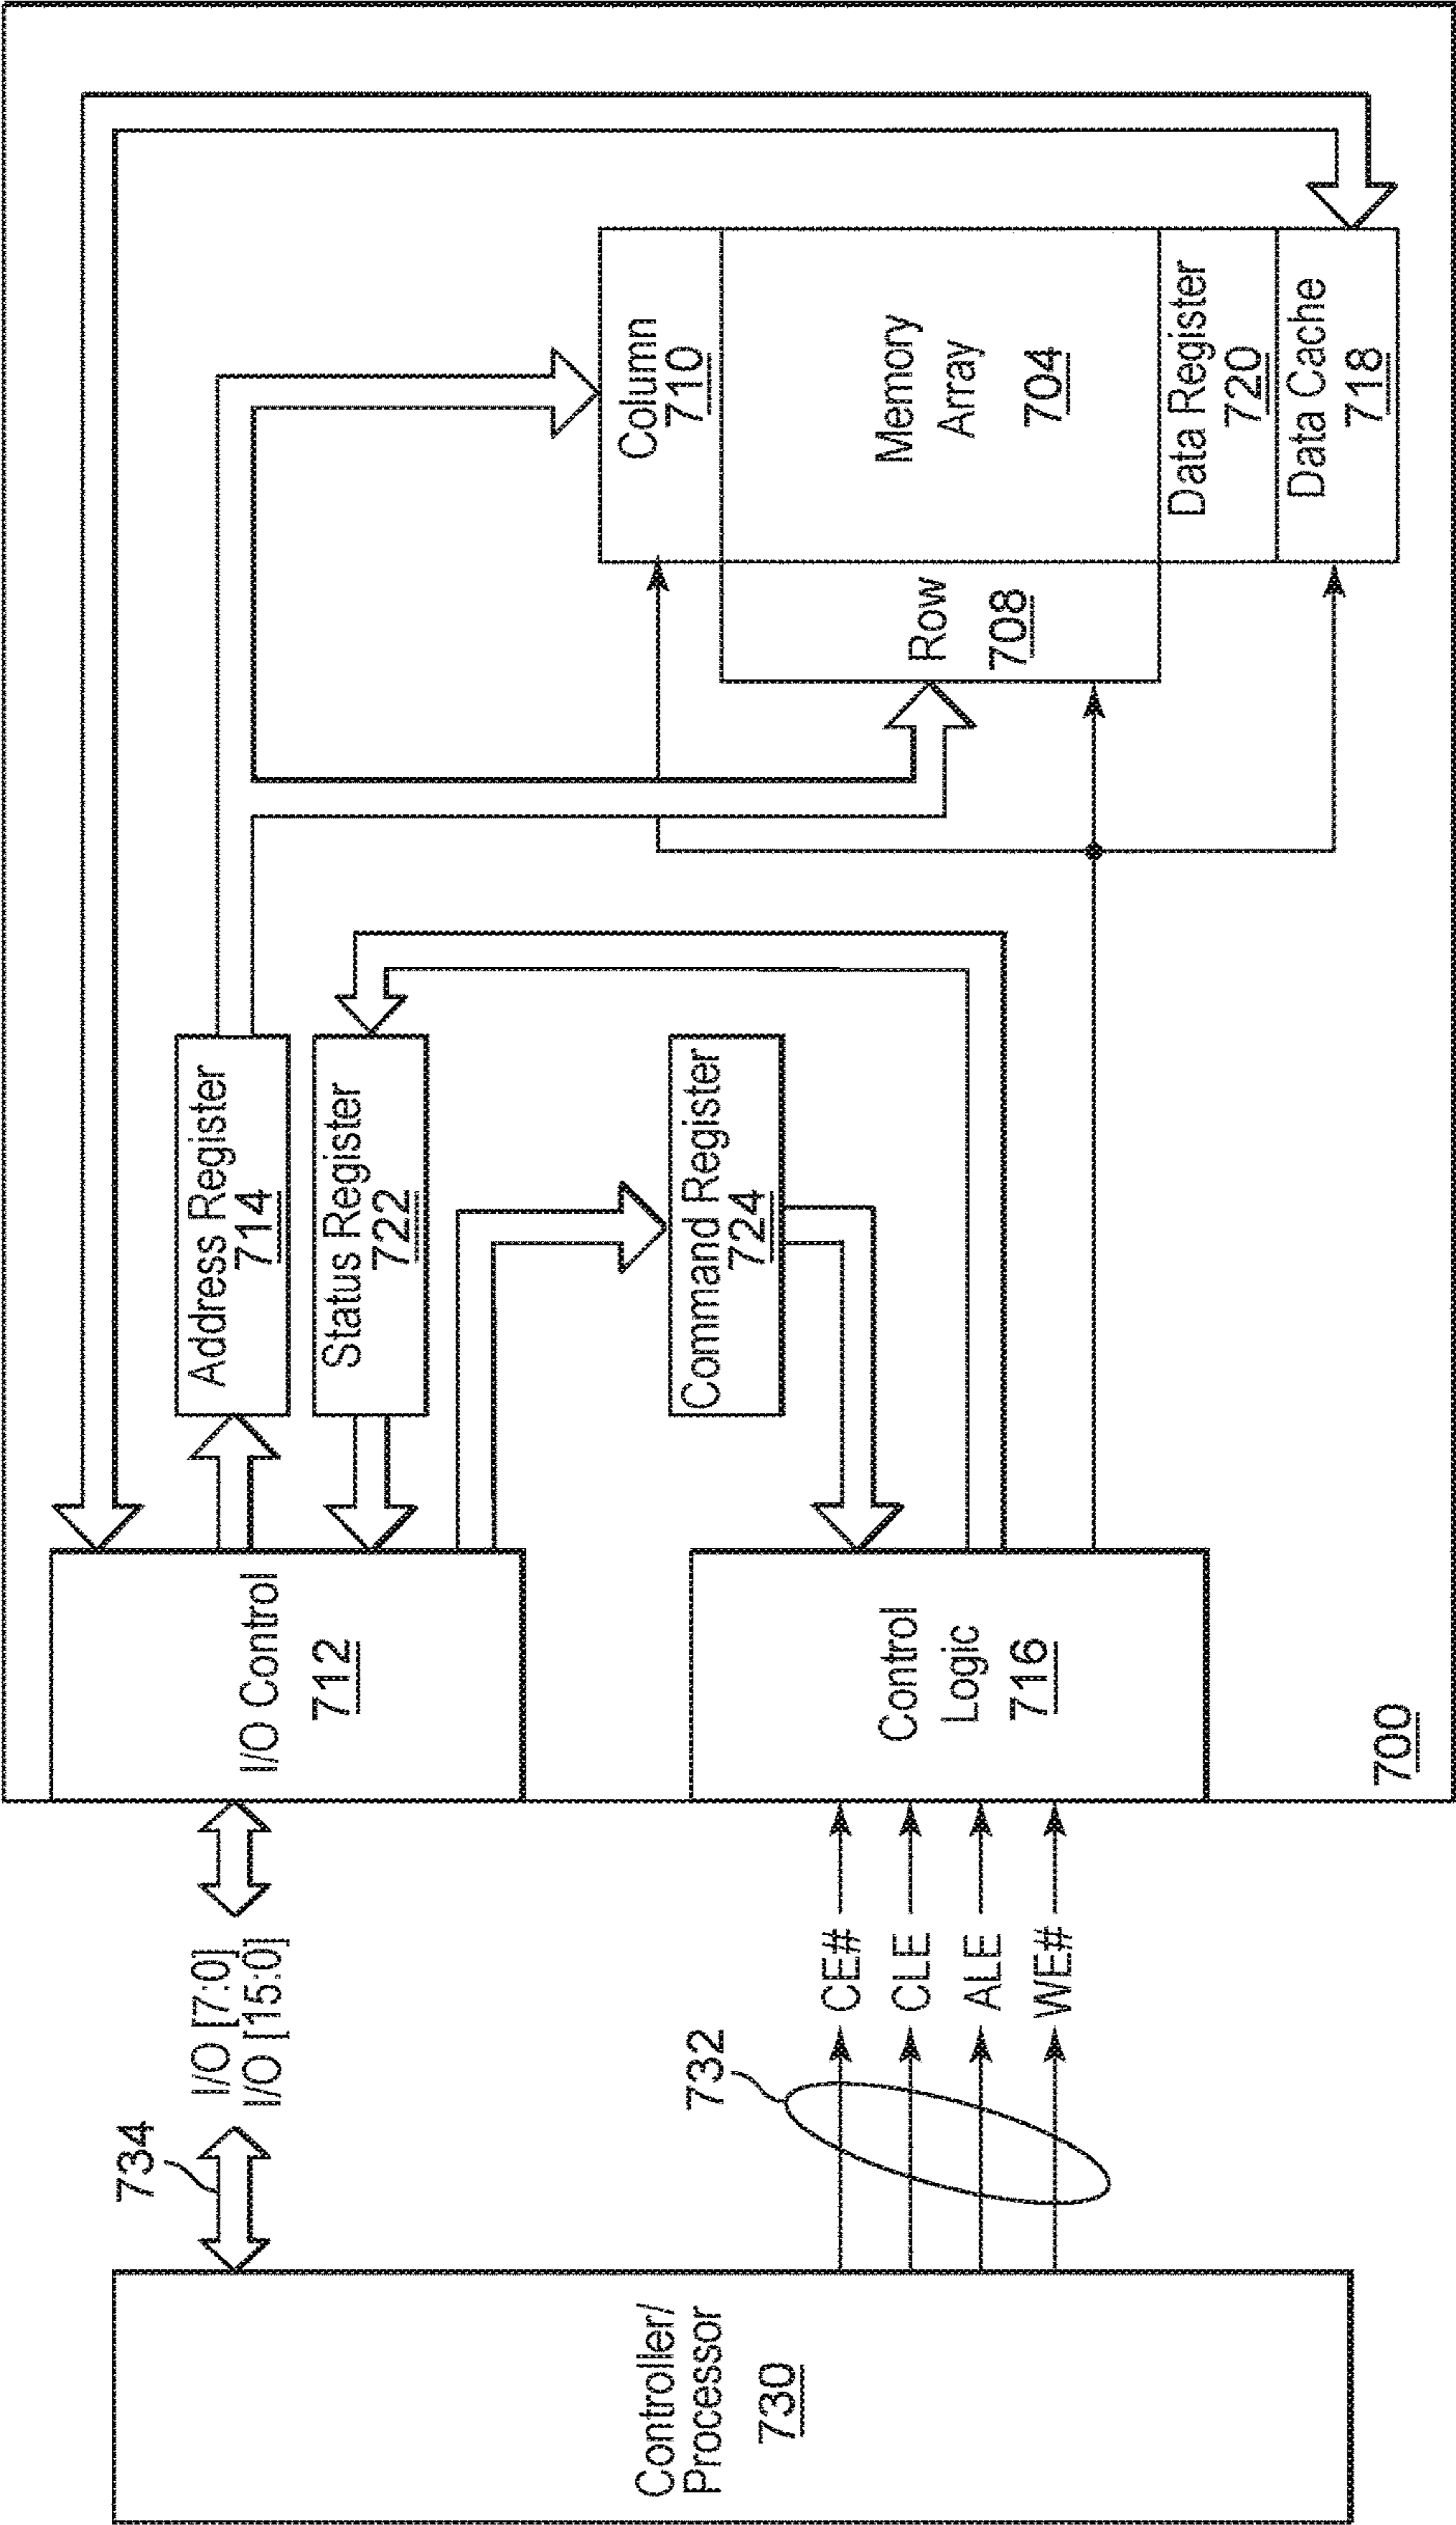 Controller/
Processor
730
734
I/O [7:0]
I/O [15:0]
732
CE#
CLE
ALE
WE#
I/O Control
712
Control
Logic
716
700
Address Register
714
Status Register
722
Command Register
724
Row
708
Column
710
Memory
Array
704
Data Register
720
Data Cache
718